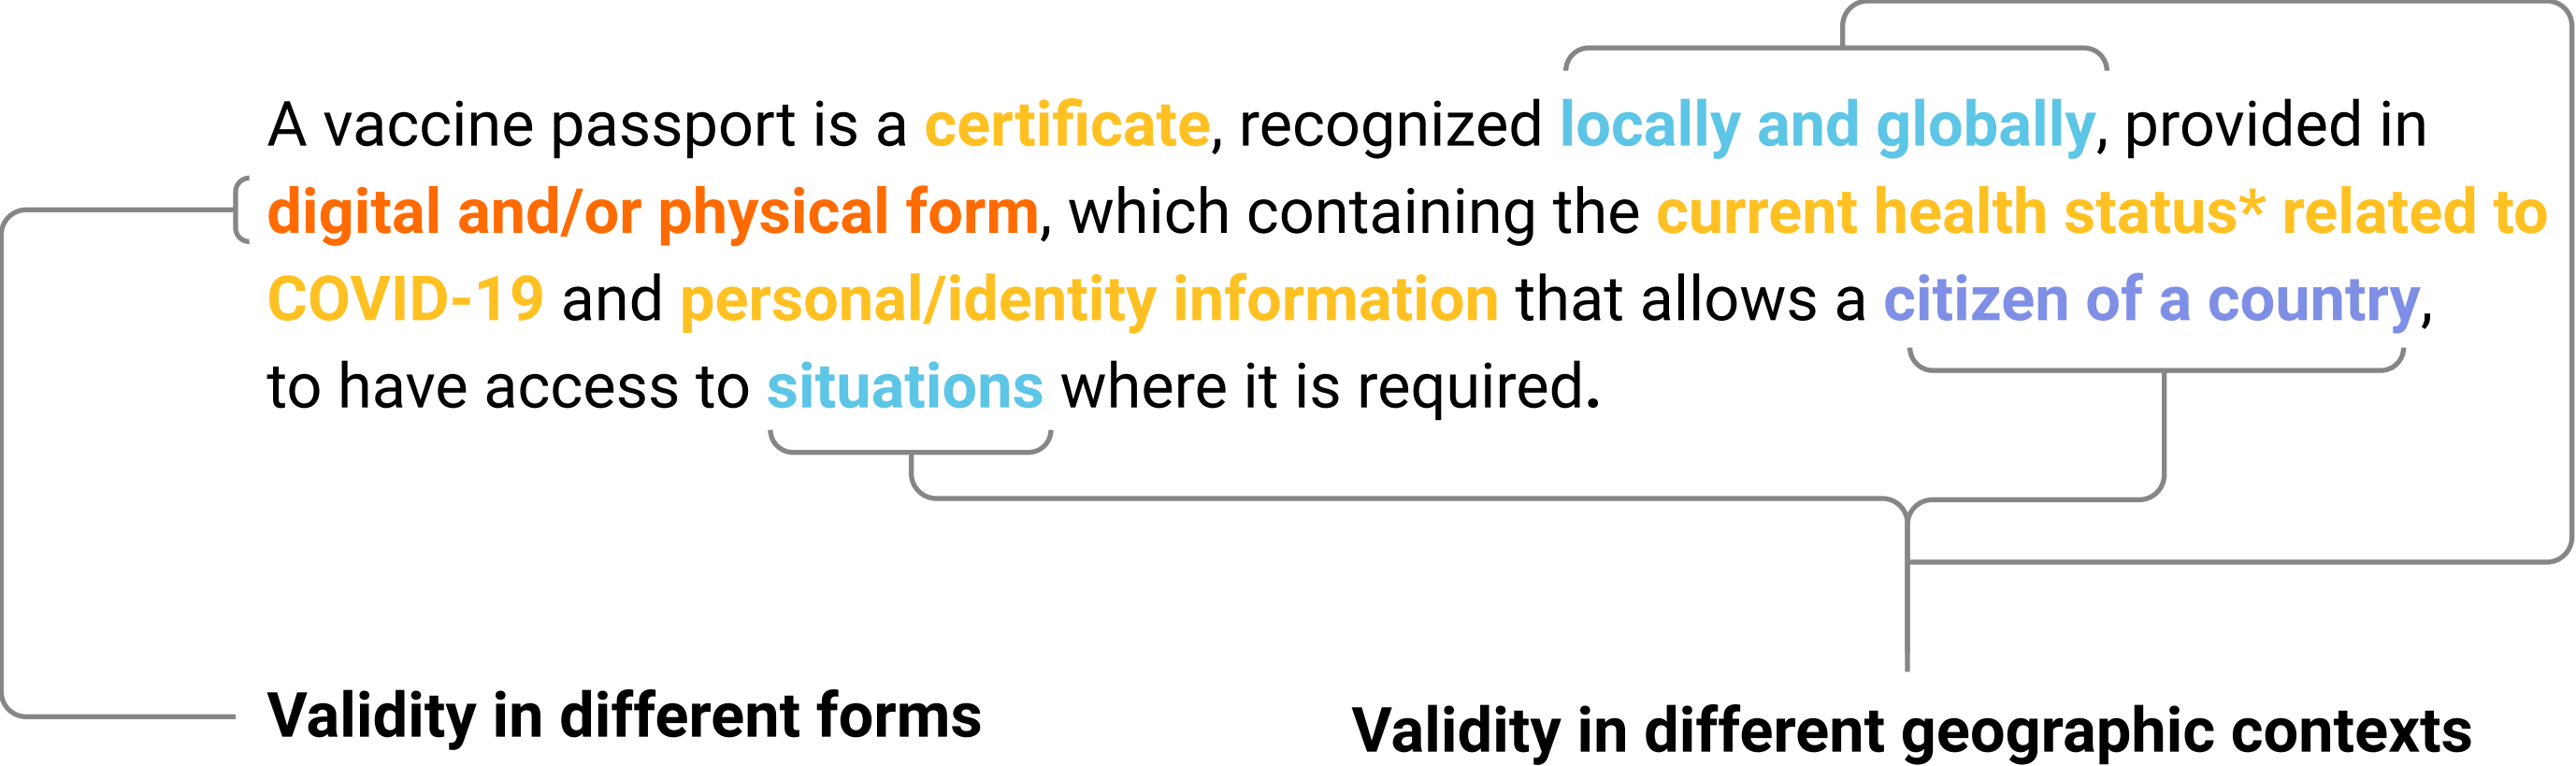 A vaccine passport is a certificate, recognized locally and globally, provided in
digital and/or physical form, which containing the current health status* related to
COVID-19 and personal/identity information that allows a citizen of a country,
to have access to situations where it is required.
Validity in different forms
Validity in different geographic contexts